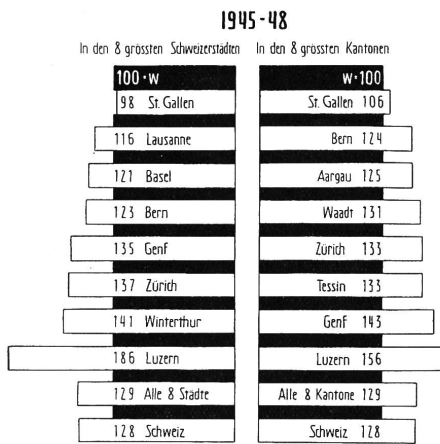 1945-48
In den 8 grössten Schweizerstädten
100·w
98 St. Gallen
116 Lausanne
121 Basel
123 Bern
135 Genf
137 Zürich
141 Winterthur
186 Luzern
129 Alle 8 Städte
128 Schweiz
In den 8 grössten Kantonen
w·100
St. Gallen 106
Bern 124
Aargau 125
Waadt 131
Zürich 133
Tessin 133
Genf 143
Luzern 156
Alle 8 Kantone 129
Schweiz 128